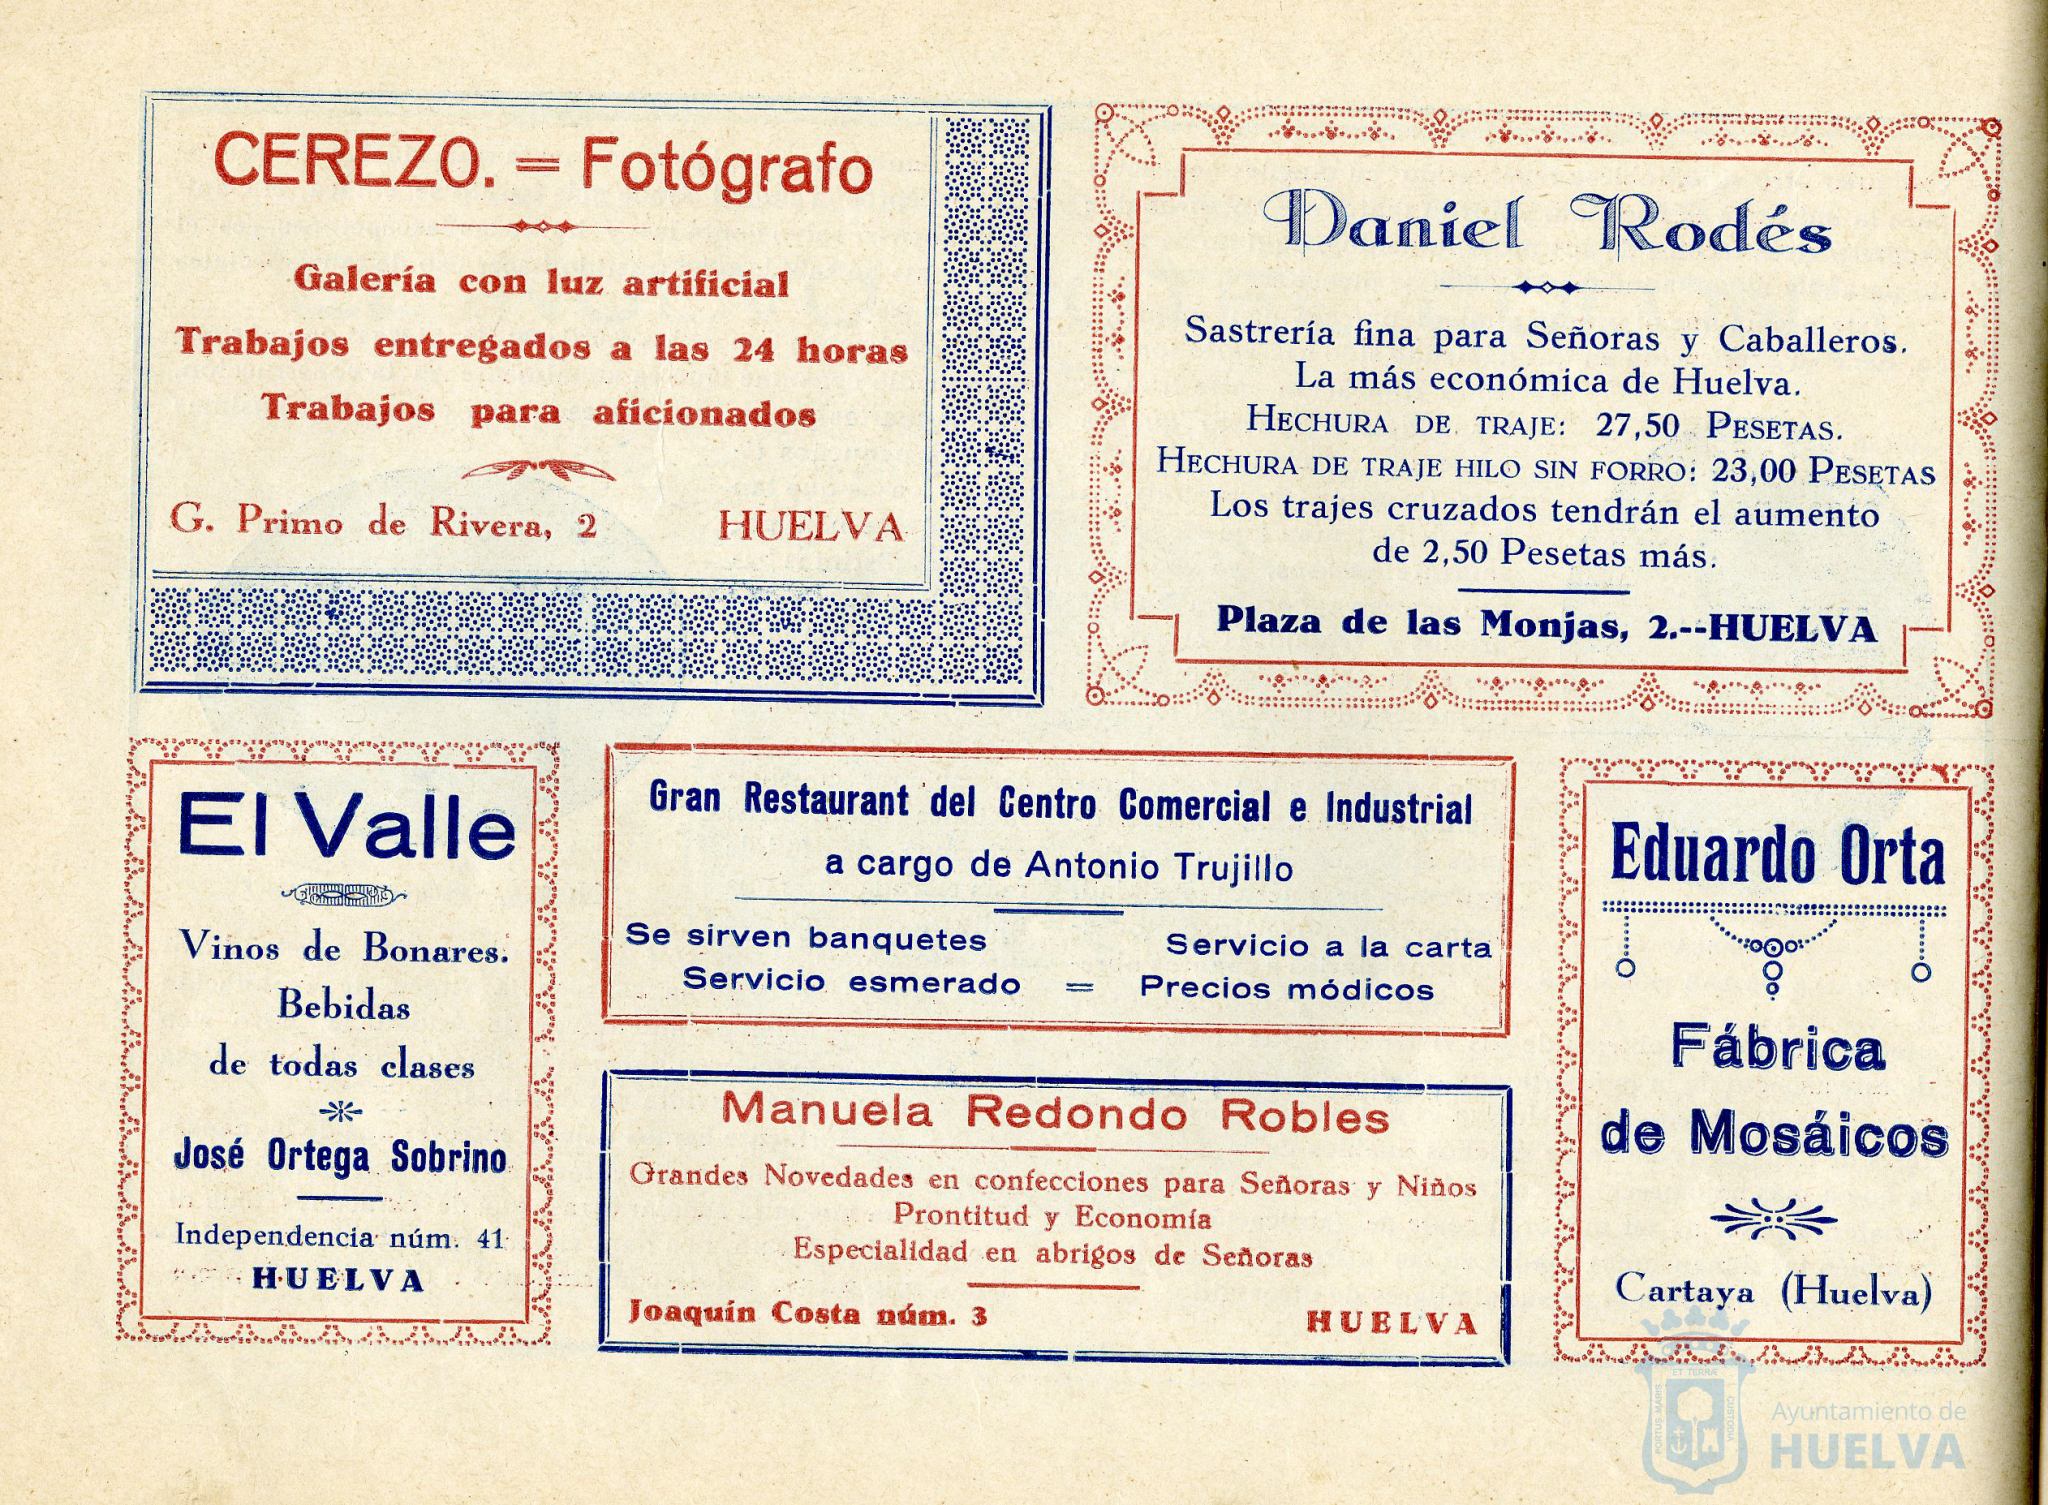 CEREZO. = Fotógrafo
Galería con luz artificial
Trabajos entregados a las 24 horas
Trabajos para aficionados
G. Primo de Rivera, 2 HUELVA
Daniel Rodés
Sastrería fina para Señoras y Caballeros.
La más económica de Huelva.
HECHURA DE TRAJE: 27,50 PESETAS.
HECHURA DE TRAJE HILO SIN FORRO: 23,00 PESETAS
Los trajes cruzados tendrán el aumento
de 2,50 Pesetas más.
Plaza de las Monjas, 2.--HUELVA
El Valle
Vinos de Bonares.
Bebidas
de todas clases
José Ortega Sobrino
Independencia núm. 41
HUELVA
Gran Restaurant del Centro Comercial e Industrial
a cargo de Antonio Trujillo
Se sirven banquetes Servicio a la carta
Servicio esmerado = Precios módicos
Manuela Redondo Robles
Grandes Novedades en confecciones para Señoras y Niños
Prontitud y Economía
Especialidad en abrigos de Señoras
Joaquín Costa núm. 3 HUELVA
Eduardo Orta
Fábrica
de Mosáicos
Cartaya (Huelva)
PORTUS MARIS ET TERRÆ CUSTODIA
Ayuntamiento de
HUELVA